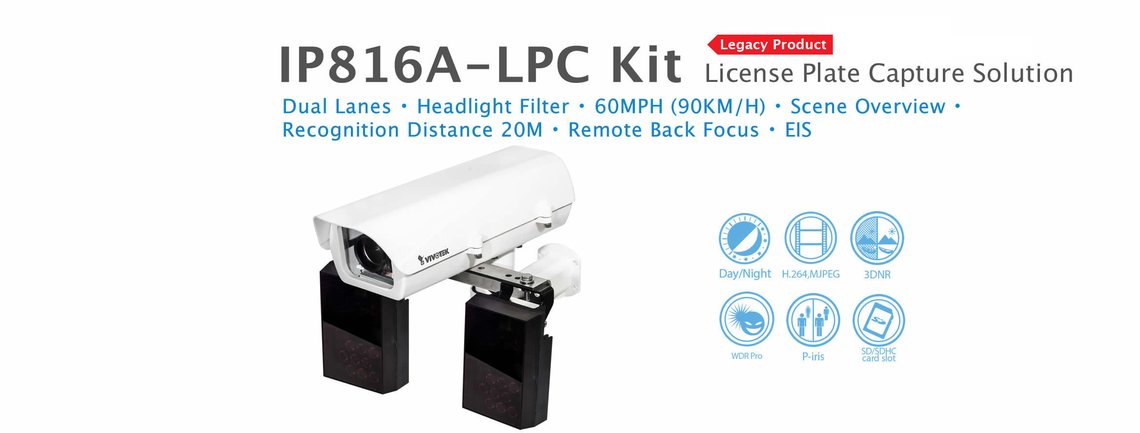 Legacy Product
IP816A-LPC Kit License Plate Capture Solution
Dual Lanes • Headlight Filter • 60MPH (90KM/H) • Scene Overview •
Recognition Distance 20M • Remote Back Focus • EIS
VIVOTEK
Day/Night H.264,MJPEG 3DNR
SD
WDR Pro P-iris SD/SDHC
card slot